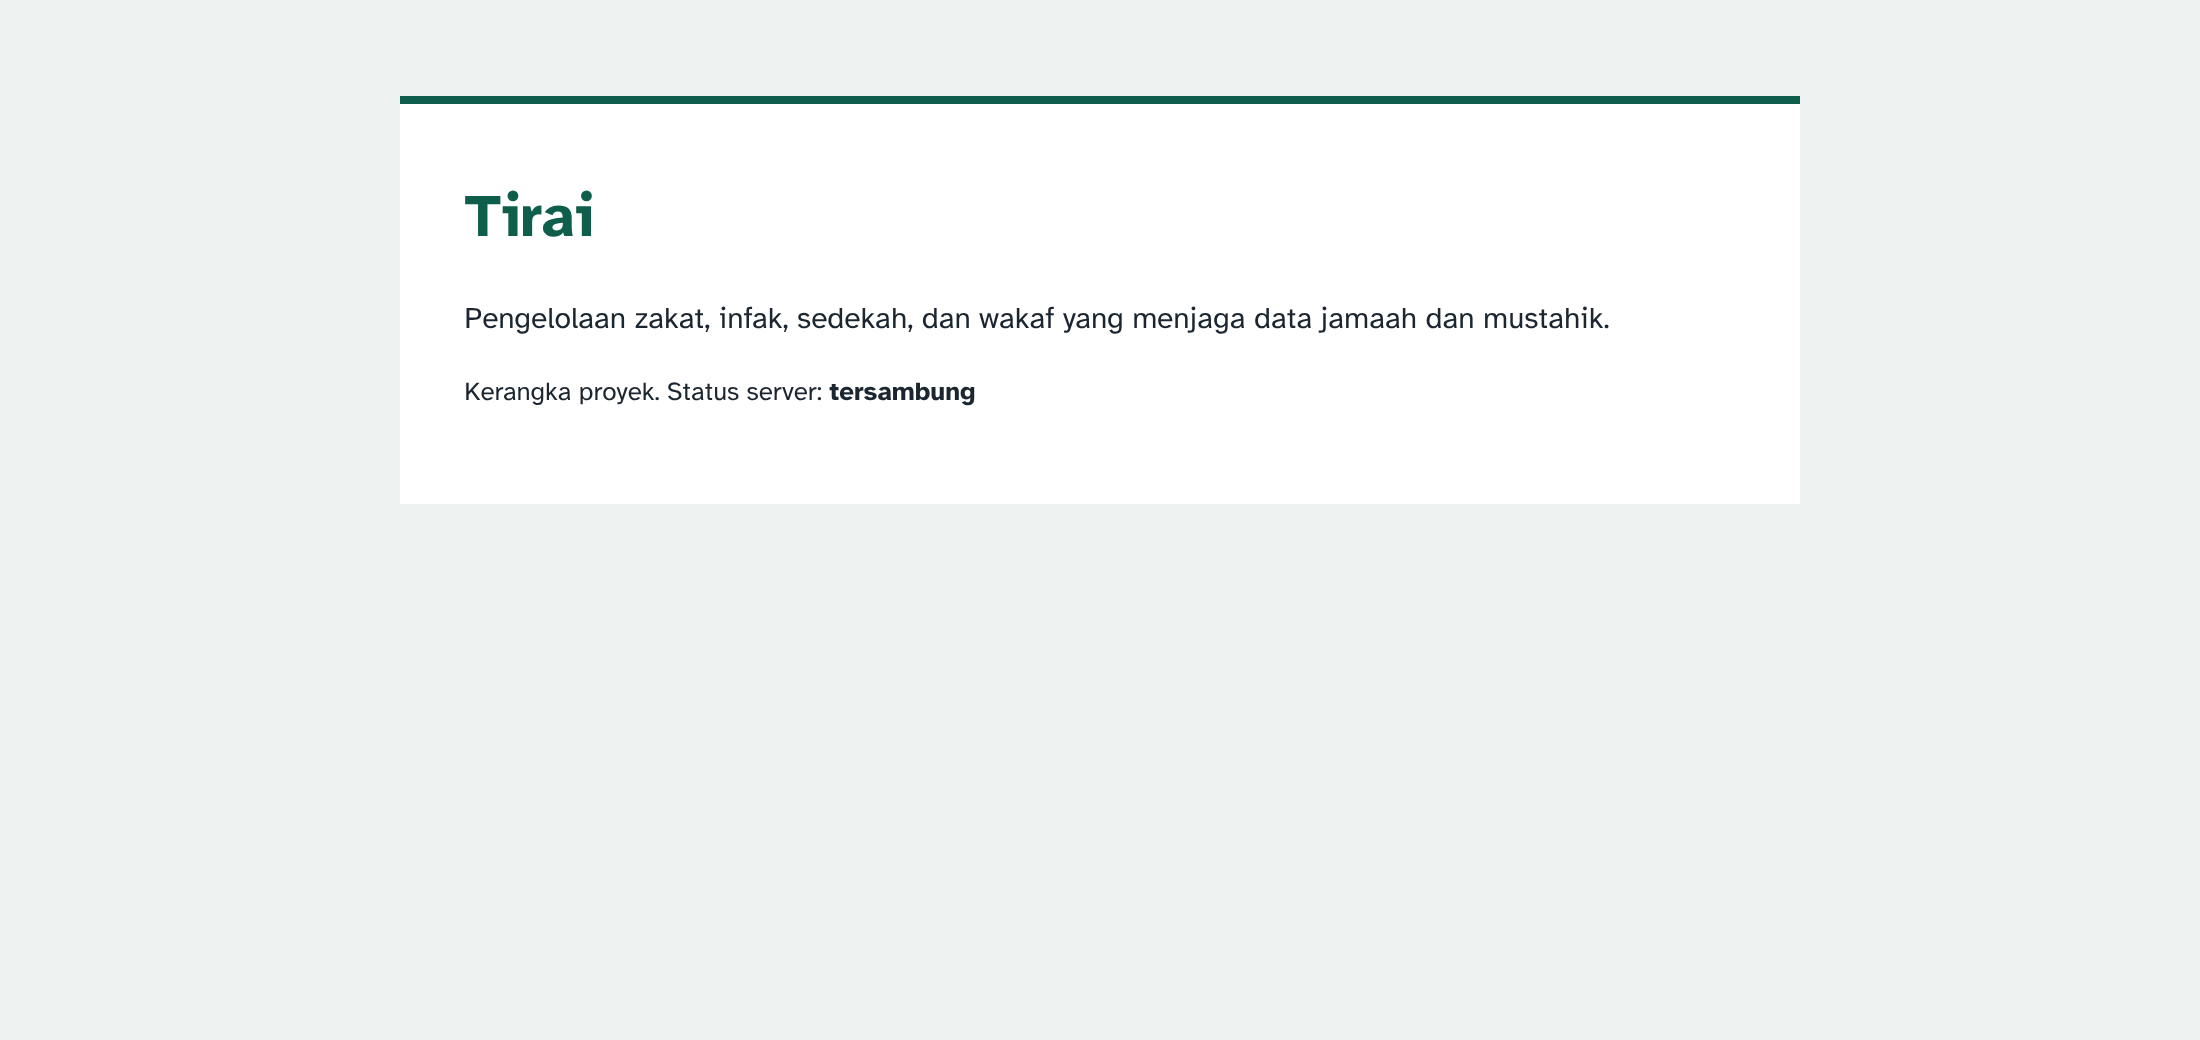 Tirai
Pengelolaan zakat, infak, sedekah, dan wakaf yang menjaga data jamaah dan mustahik.
Kerangka proyek. Status server: tersambung